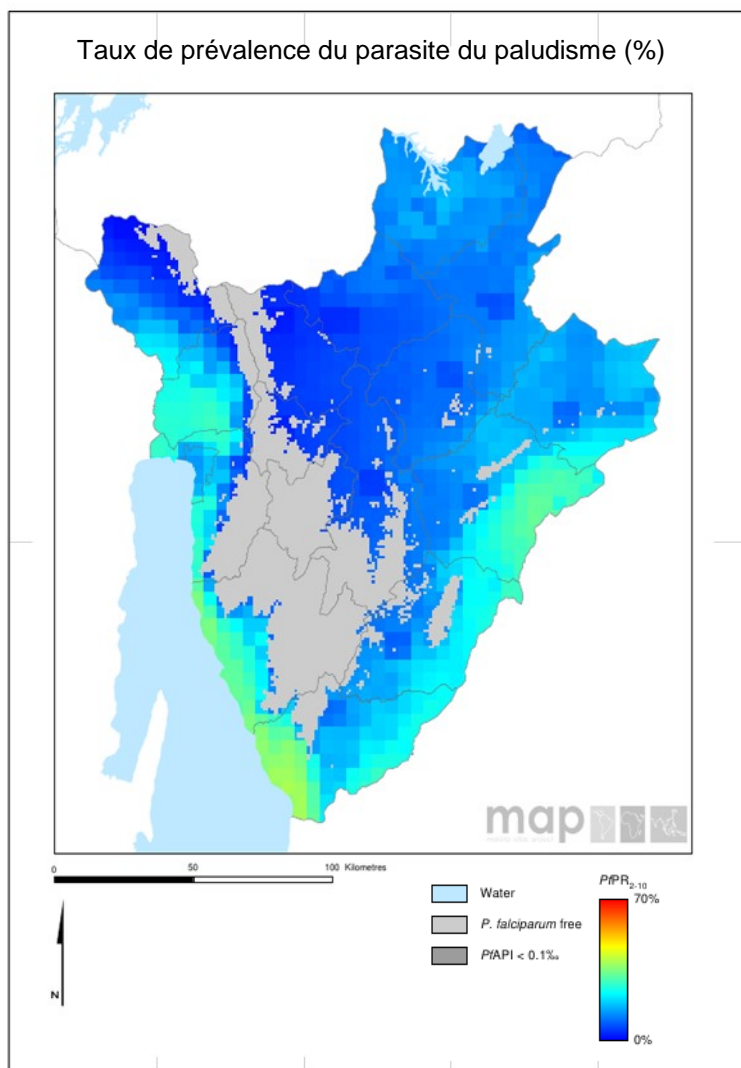 Taux de prévalence du parasite du paludisme (%)
map
0
50
100 Kilometres
N
Water
P. falciparum free
PfAPI < 0.1‰
PfPR2-10
70%
0%